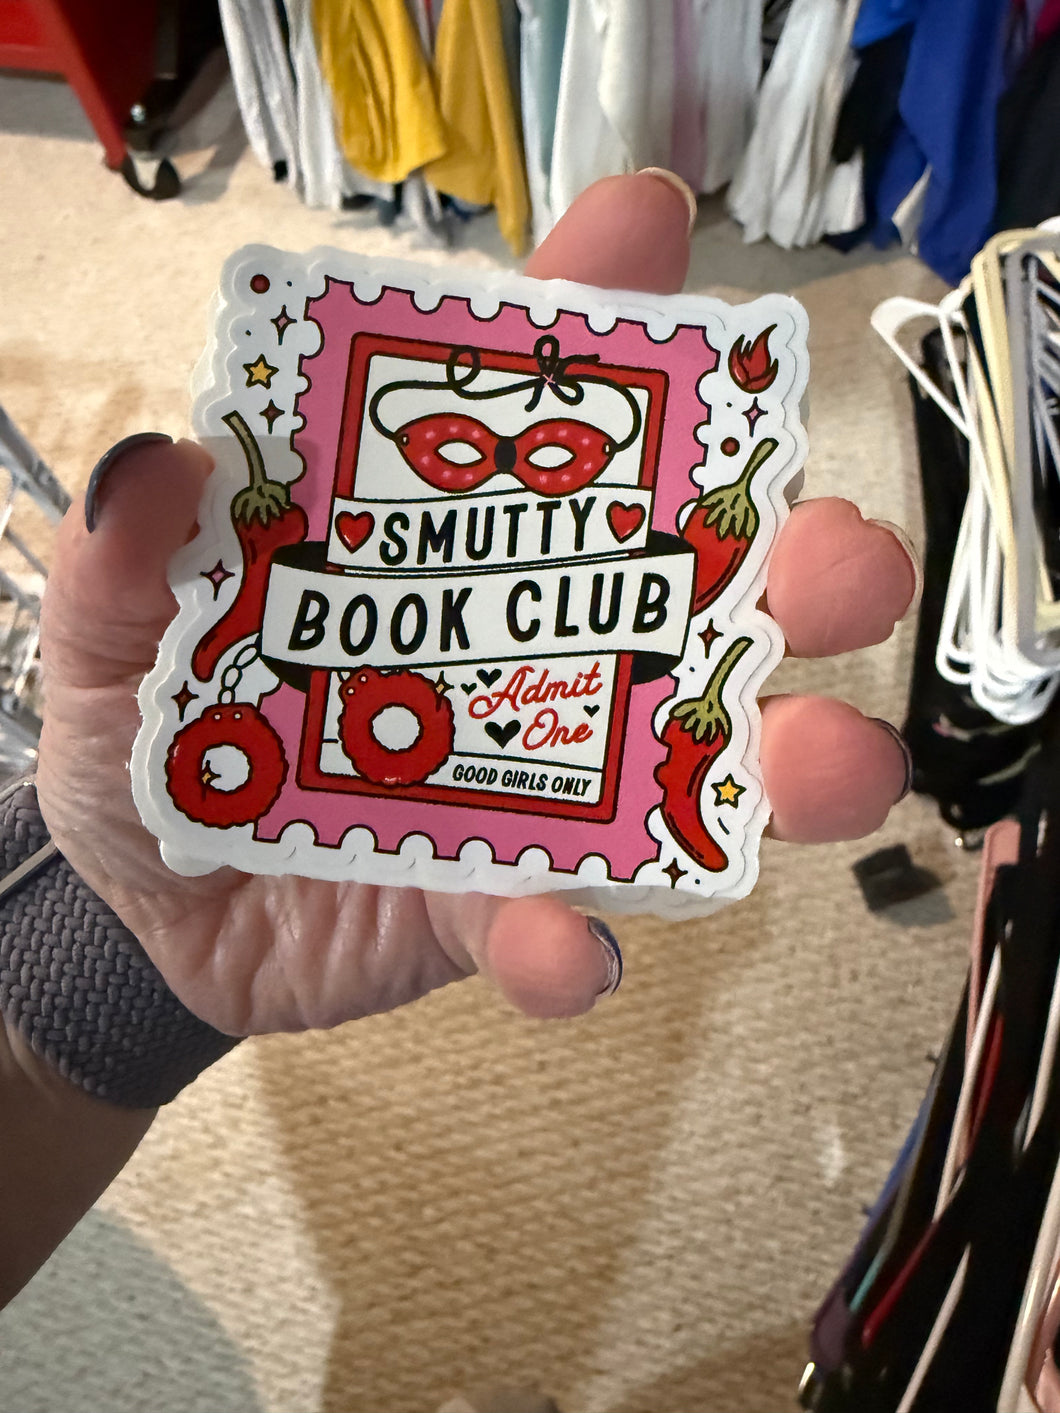 SMUTTY
BOOK CLUB
Admit
One
GOOD GIRLS ONLY